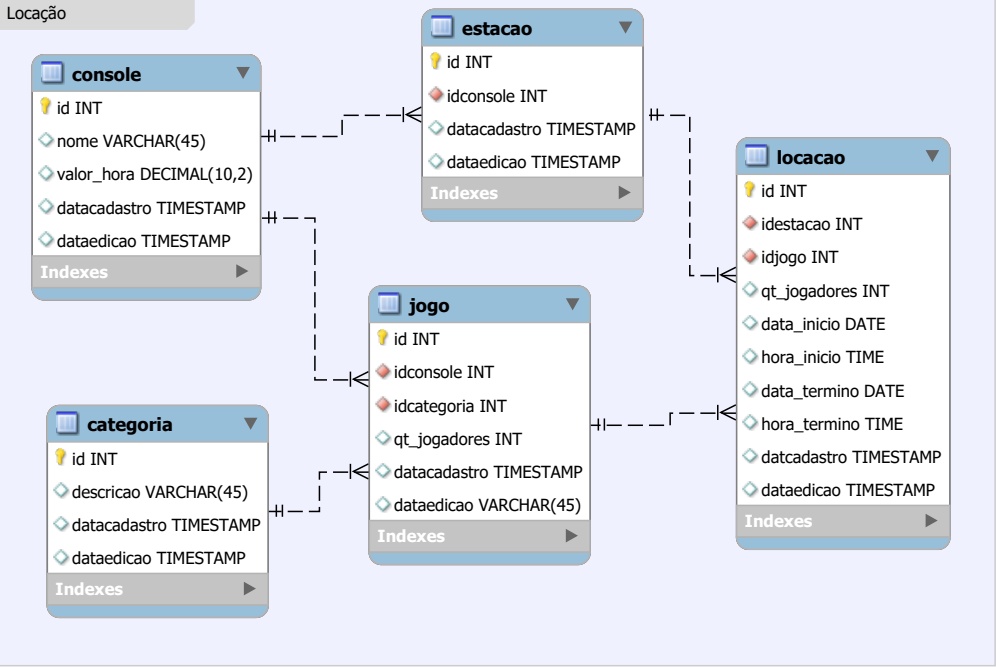 Locação
console
id INT
nome VARCHAR(45)
valor_hora DECIMAL(10,2)
datacadastro TIMESTAMP
dataedicao TIMESTAMP
Indexes
estacao
id INT
idconsole INT
datacadastro TIMESTAMP
dataedicao TIMESTAMP
Indexes
categoria
id INT
descricao VARCHAR(45)
datacadastro TIMESTAMP
dataedicao TIMESTAMP
Indexes
jogo
id INT
idconsole INT
idcategoria INT
qt_jogadores INT
datacadastro TIMESTAMP
dataedicao VARCHAR(45)
Indexes
locacao
id INT
idestacao INT
idjogo INT
qt_jogadores INT
data_inicio DATE
hora_inicio TIME
data_termino DATE
hora_termino TIME
datcadastro TIMESTAMP
dataedicao TIMESTAMP
Indexes